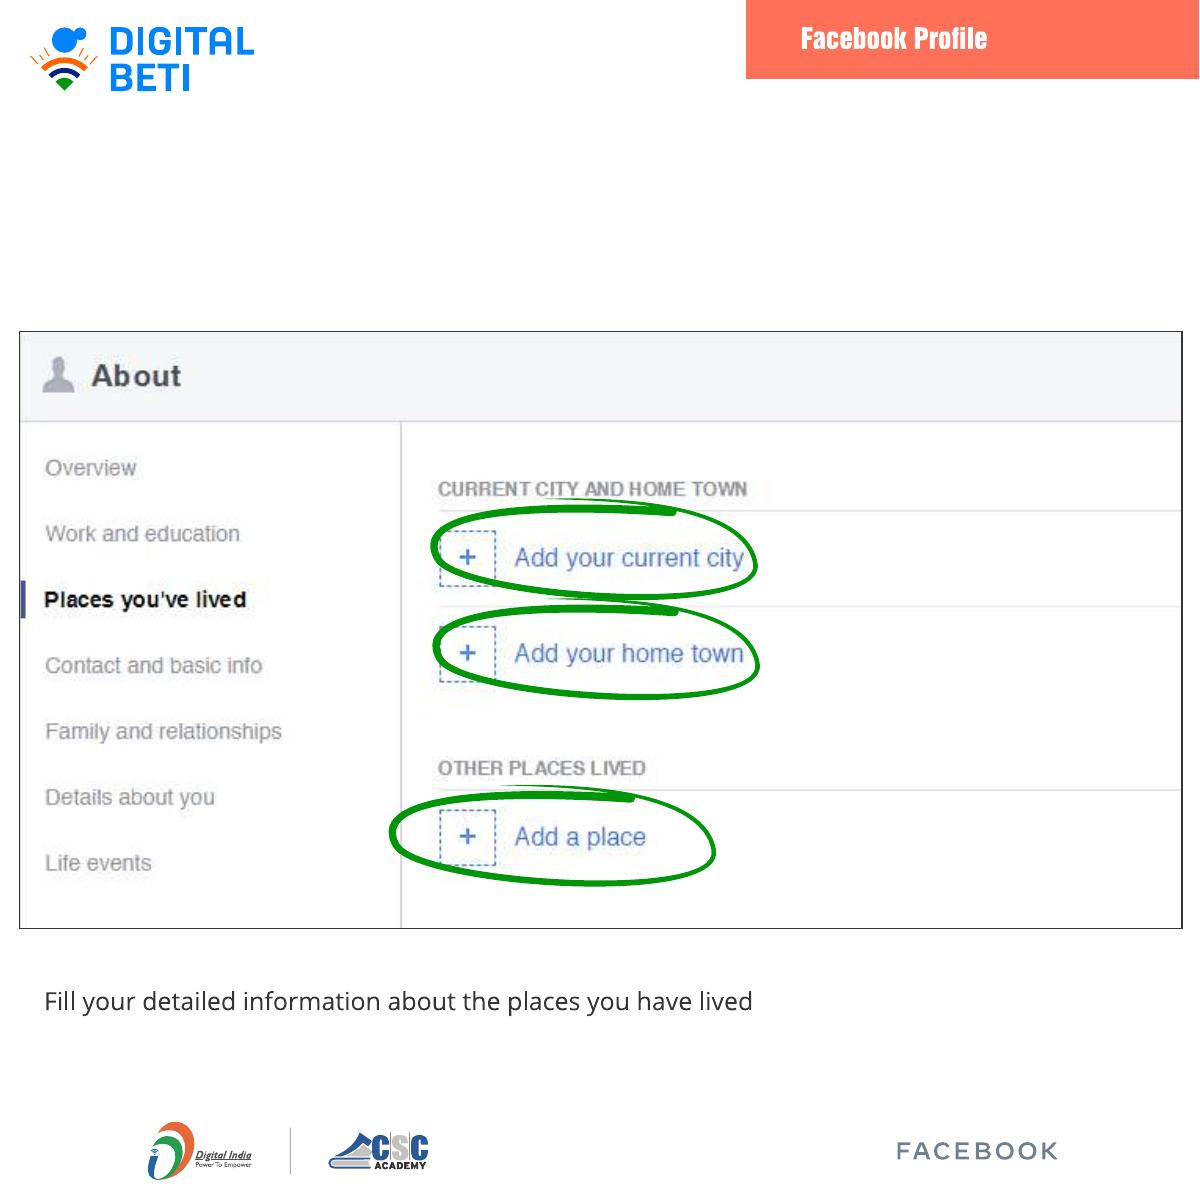 DIGITAL
BETI
Facebook Profile
About
Overview
Work and education
Places you've lived
Contact and basic info
Family and relationships
Details about you
Life events
CURRENT CITY AND HOME TOWN
+ Add your current city
+ Add your home town
OTHER PLACES LIVED
+ Add a place
Fill your detailed information about the places you have lived
Digital India
Power To Empower
CSC
ACADEMY
FACEBOOK